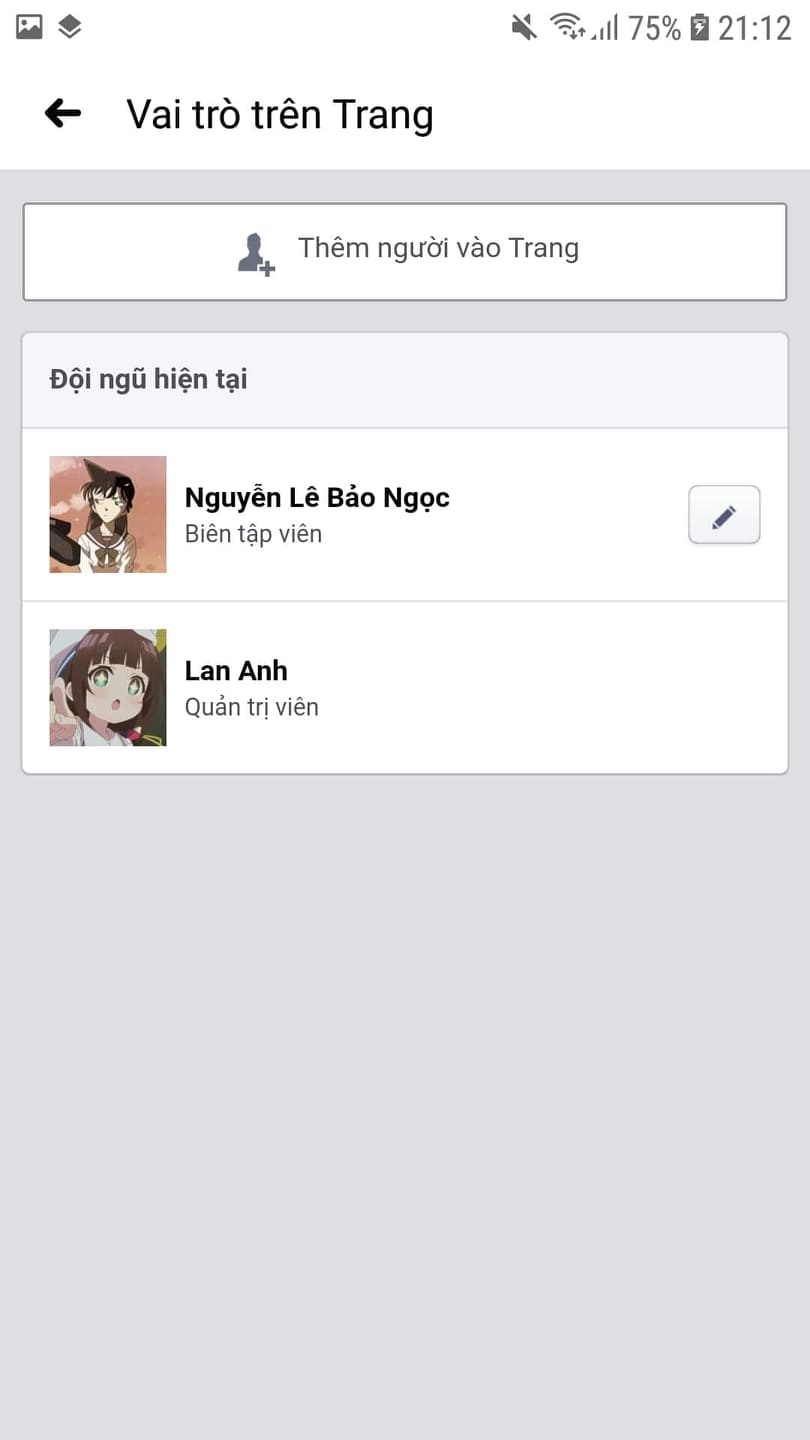 75% 21:12
Vai trò trên Trang
Thêm người vào Trang
Đội ngũ hiện tại
Nguyễn Lê Bảo Ngọc
Biên tập viên
Lan Anh
Quản trị viên